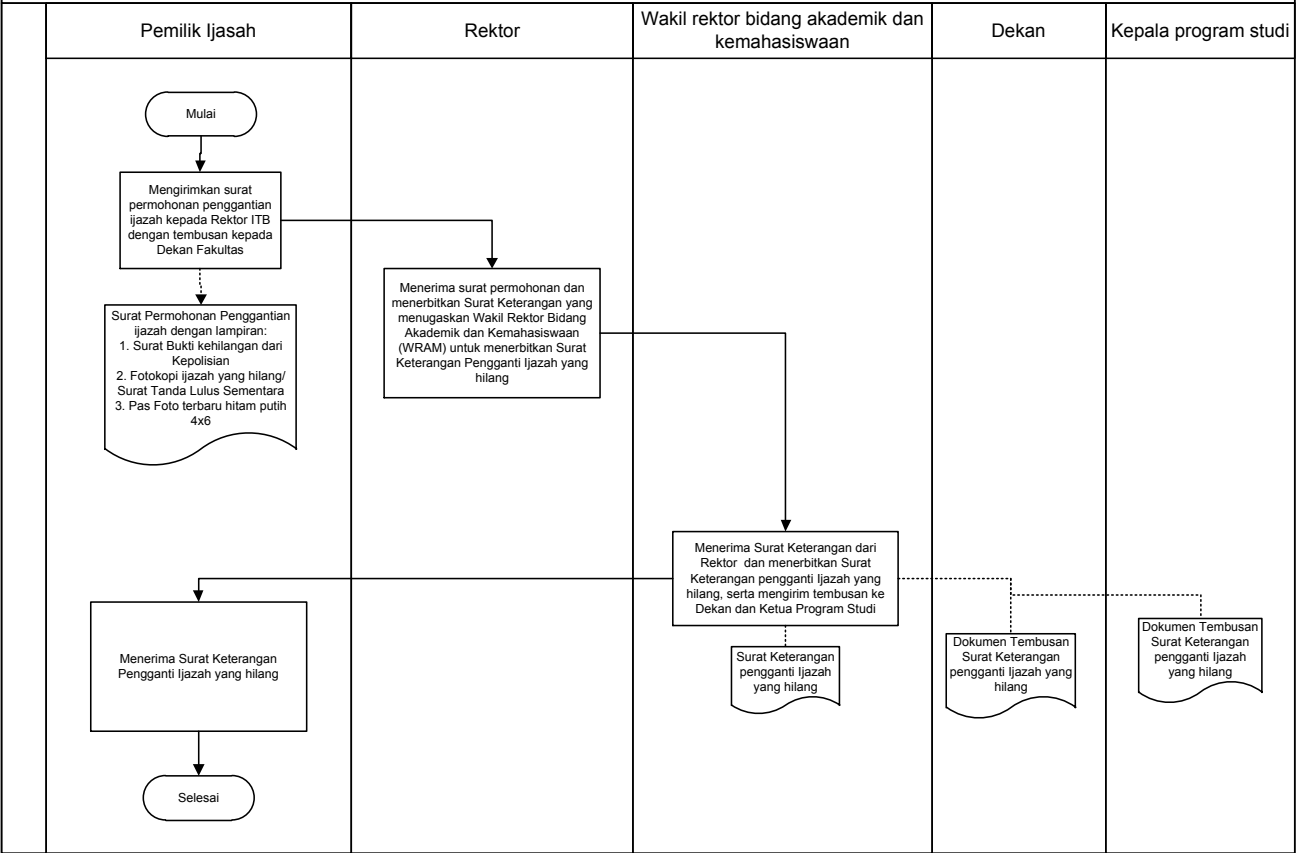 Pemilik Ijasah
Rektor
Wakil rektor bidang akademik dan
kemahasiswaan
Dekan
Kepala program studi
Mulai
Mengirimkan surat
permohonan penggantian
ijazah kepada Rektor ITB
dengan tembusan kepada
Dekan Fakultas
Surat Permohonan Penggantian
ijazah dengan lampiran:
1. Surat Bukti kehilangan dari
Kepolisian
2. Fotokopi ijazah yang hilang/
Surat Tanda Lulus Sementara
3. Pas Foto terbaru hitam putih
4x6
Menerima surat permohonan dan
menerbitkan Surat Keterangan yang
menugaskan Wakil Rektor Bidang
Akademik dan Kemahasiswaan
(WRAM) untuk menerbitkan Surat
Keterangan Pengganti Ijazah yang
hilang
Menerima Surat Keterangan dari
Rektor dan menerbitkan Surat
Keterangan pengganti Ijazah yang
hilang, serta mengirim tembusan ke
Dekan dan Ketua Program Studi
Surat Keterangan
pengganti Ijazah
yang hilang
Dokumen Tembusan
Surat Keterangan
pengganti Ijazah yang
hilang
Dokumen Tembusan
Surat Keterangan
pengganti Ijazah
yang hilang
Menerima Surat Keterangan
Pengganti Ijazah yang hilang
Selesai